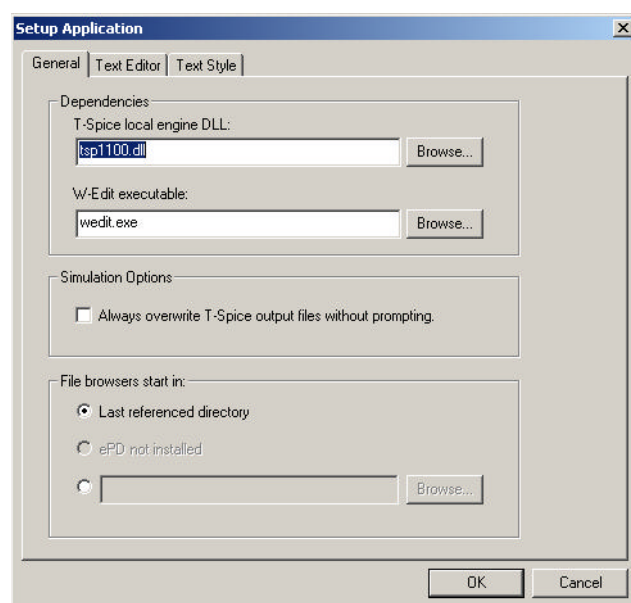 Setup Application
General Text Editor Text Style
Dependencies
T-Spice local engine DLL:
tsp1100.dll Browse...
W-Edit executable:
wedit.exe Browse...
Simulation Options
Always overwrite T-Spice output files without prompting.
File browsers start in:
Last referenced directory
ePD not installed
Browse...
OK Cancel